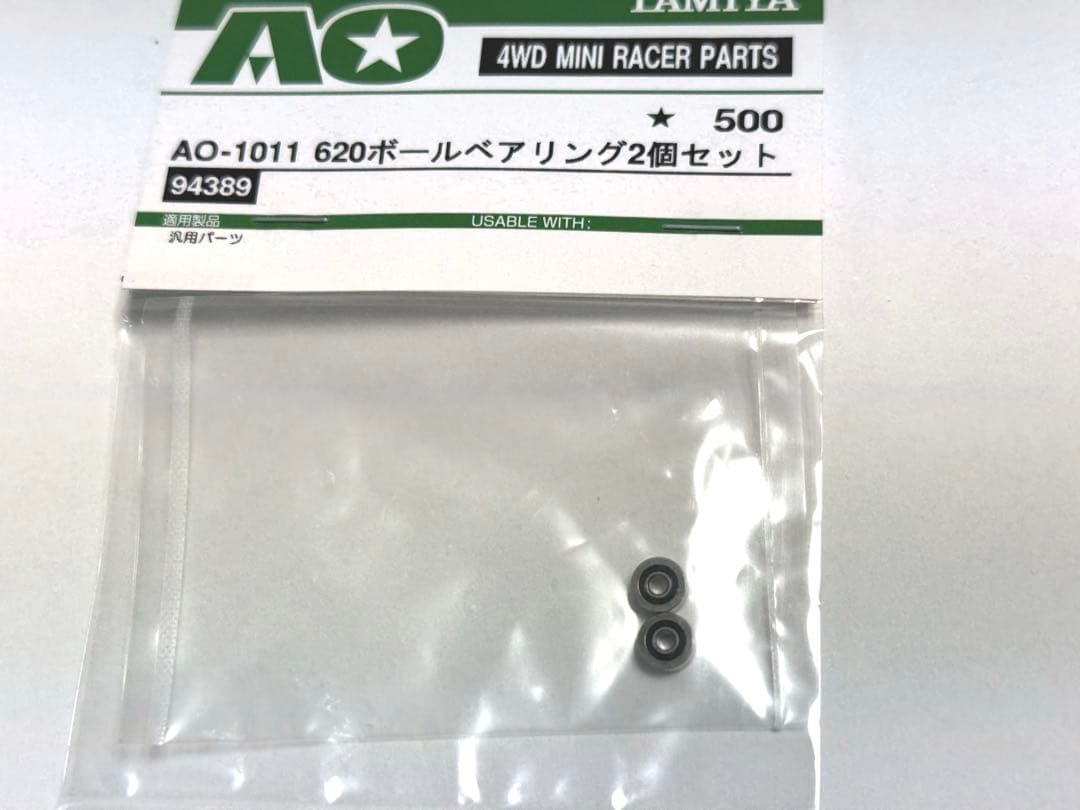 TAMIYA
AO
4WD MINI RACER PARTS
★ 500
AO-1011 620ボールベアリング2個セット
94389
適用製品 USABLE WITH:
汎用パーツ